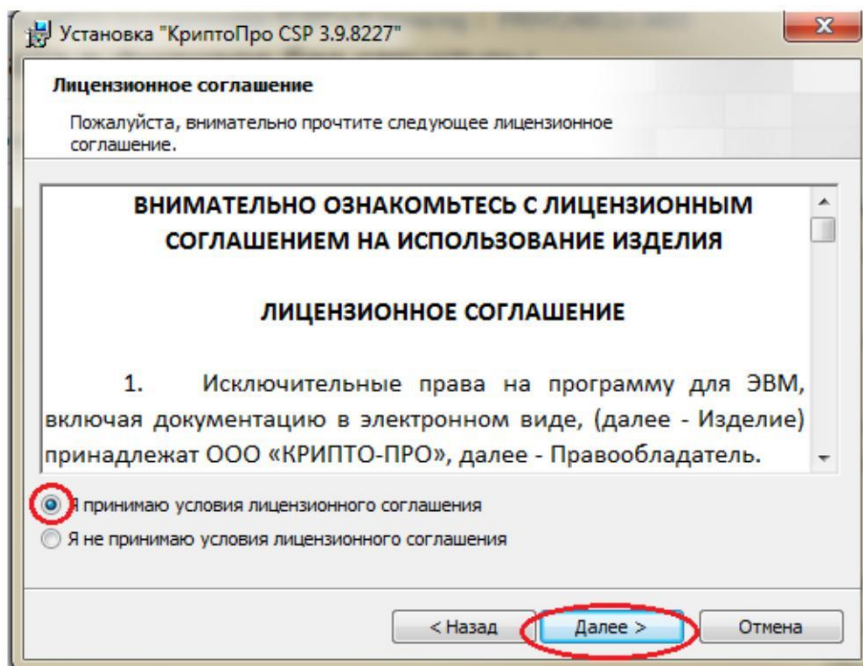 Установка "КриптоПро CSP 3.9.8227"
Лицензионное соглашение
Пожалуйста, внимательно прочтите следующее лицензионное
соглашение.
ВНИМАТЕЛЬНО ОЗНАКОМЬТЕСЬ С ЛИЦЕНЗИОННЫМ
СОГЛАШЕНИЕМ НА ИСПОЛЬЗОВАНИЕ ИЗДЕЛИЯ
ЛИЦЕНЗИОННОЕ СОГЛАШЕНИЕ
1. Исключительные права на программу для ЭВМ,
включая документацию в электронном виде, (далее - Изделие)
принадлежат ООО «КРИПТО-ПРО», далее - Правообладатель.
Я принимаю условия лицензионного соглашения
Я не принимаю условия лицензионного соглашения
< Назад Далее > Отмена